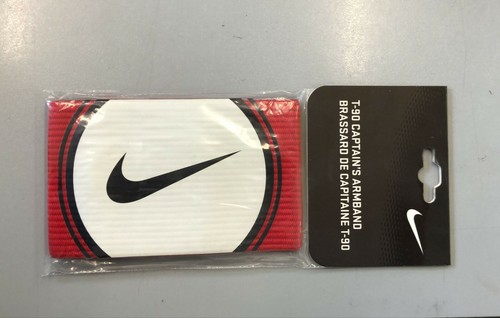 T-90 CAPTAIN'S ARMBAND
BRASSARD DE CAPITAINE T-90